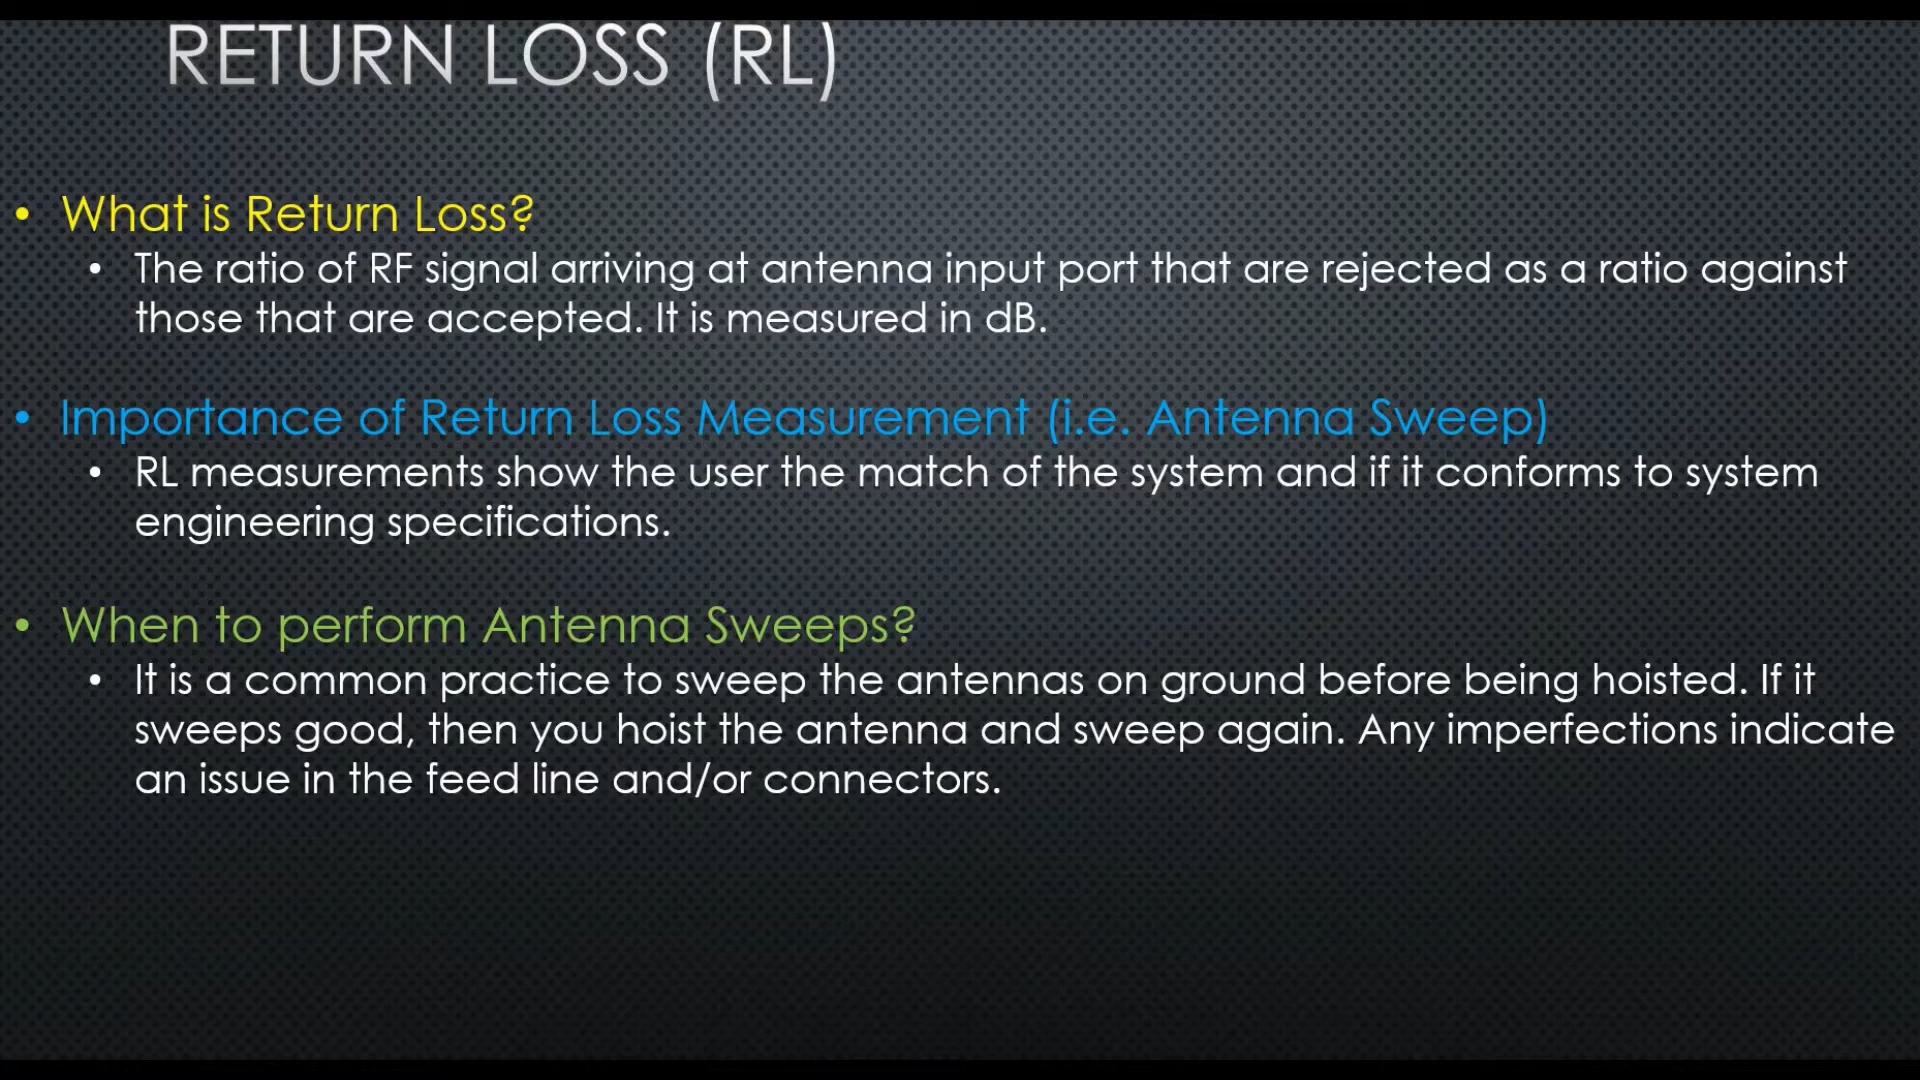 RETURN LOSS (RL)
• What is Return Loss?
• The ratio of RF signal arriving at antenna input port that are rejected as a ratio against
those that are accepted. It is measured in dB.
• Importance of Return Loss Measurement (i.e. Antenna Sweep)
• RL measurements show the user the match of the system and if it conforms to system
engineering specifications.
• When to perform Antenna Sweeps?
• It is a common practice to sweep the antennas on ground before being hoisted. If it
sweeps good, then you hoist the antenna and sweep again. Any imperfections indicate
an issue in the feed line and/or connectors.